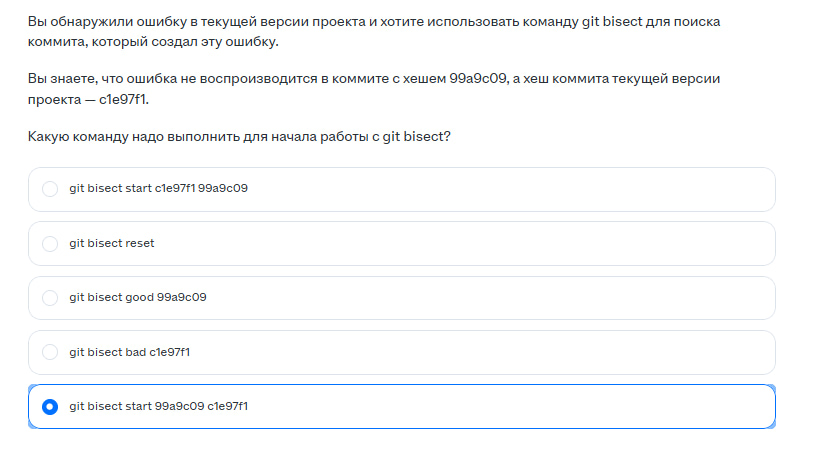 Вы обнаружили ошибку в текущей версии проекта и хотите использовать команду git bisect для поиска
коммита, который создал эту ошибку.
Вы знаете, что ошибка не воспроизводится в коммите с хешем 99a9c09, а хеш коммита текущей версии
проекта — c1e97f1.
Какую команду надо выполнить для начала работы с git bisect?
git bisect start c1e97f1 99a9c09
git bisect reset
git bisect good 99a9c09
git bisect bad c1e97f1
git bisect start 99a9c09 c1e97f1